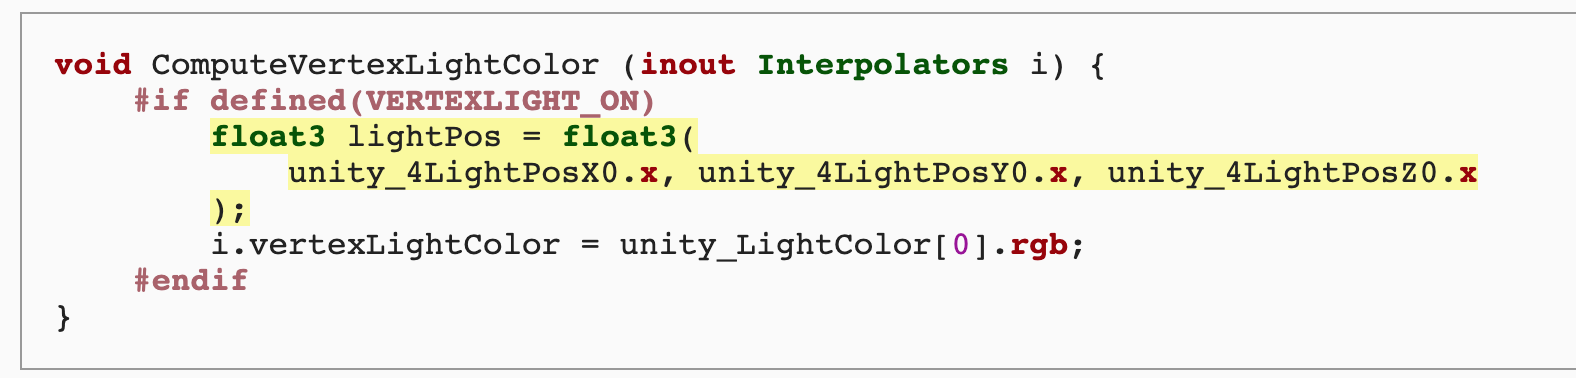 void ComputeVertexLightColor (inout Interpolators i) {
#if defined(VERTEXLIGHT_ON)
float3 lightPos = float3(
unity_4LightPosX0.x, unity_4LightPosY0.x, unity_4LightPosZ0.x
);
i.vertexLightColor = unity_LightColor[0].rgb;
#endif
}